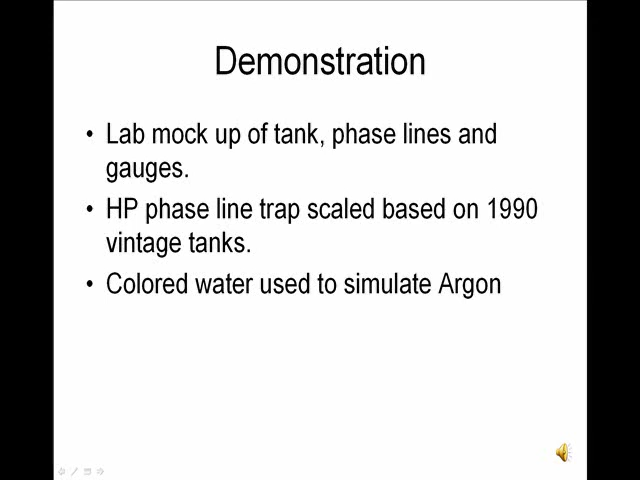 Demonstration
• Lab mock up of tank, phase lines and
gauges.
• HP phase line trap scaled based on 1990
vintage tanks.
• Colored water used to simulate Argon